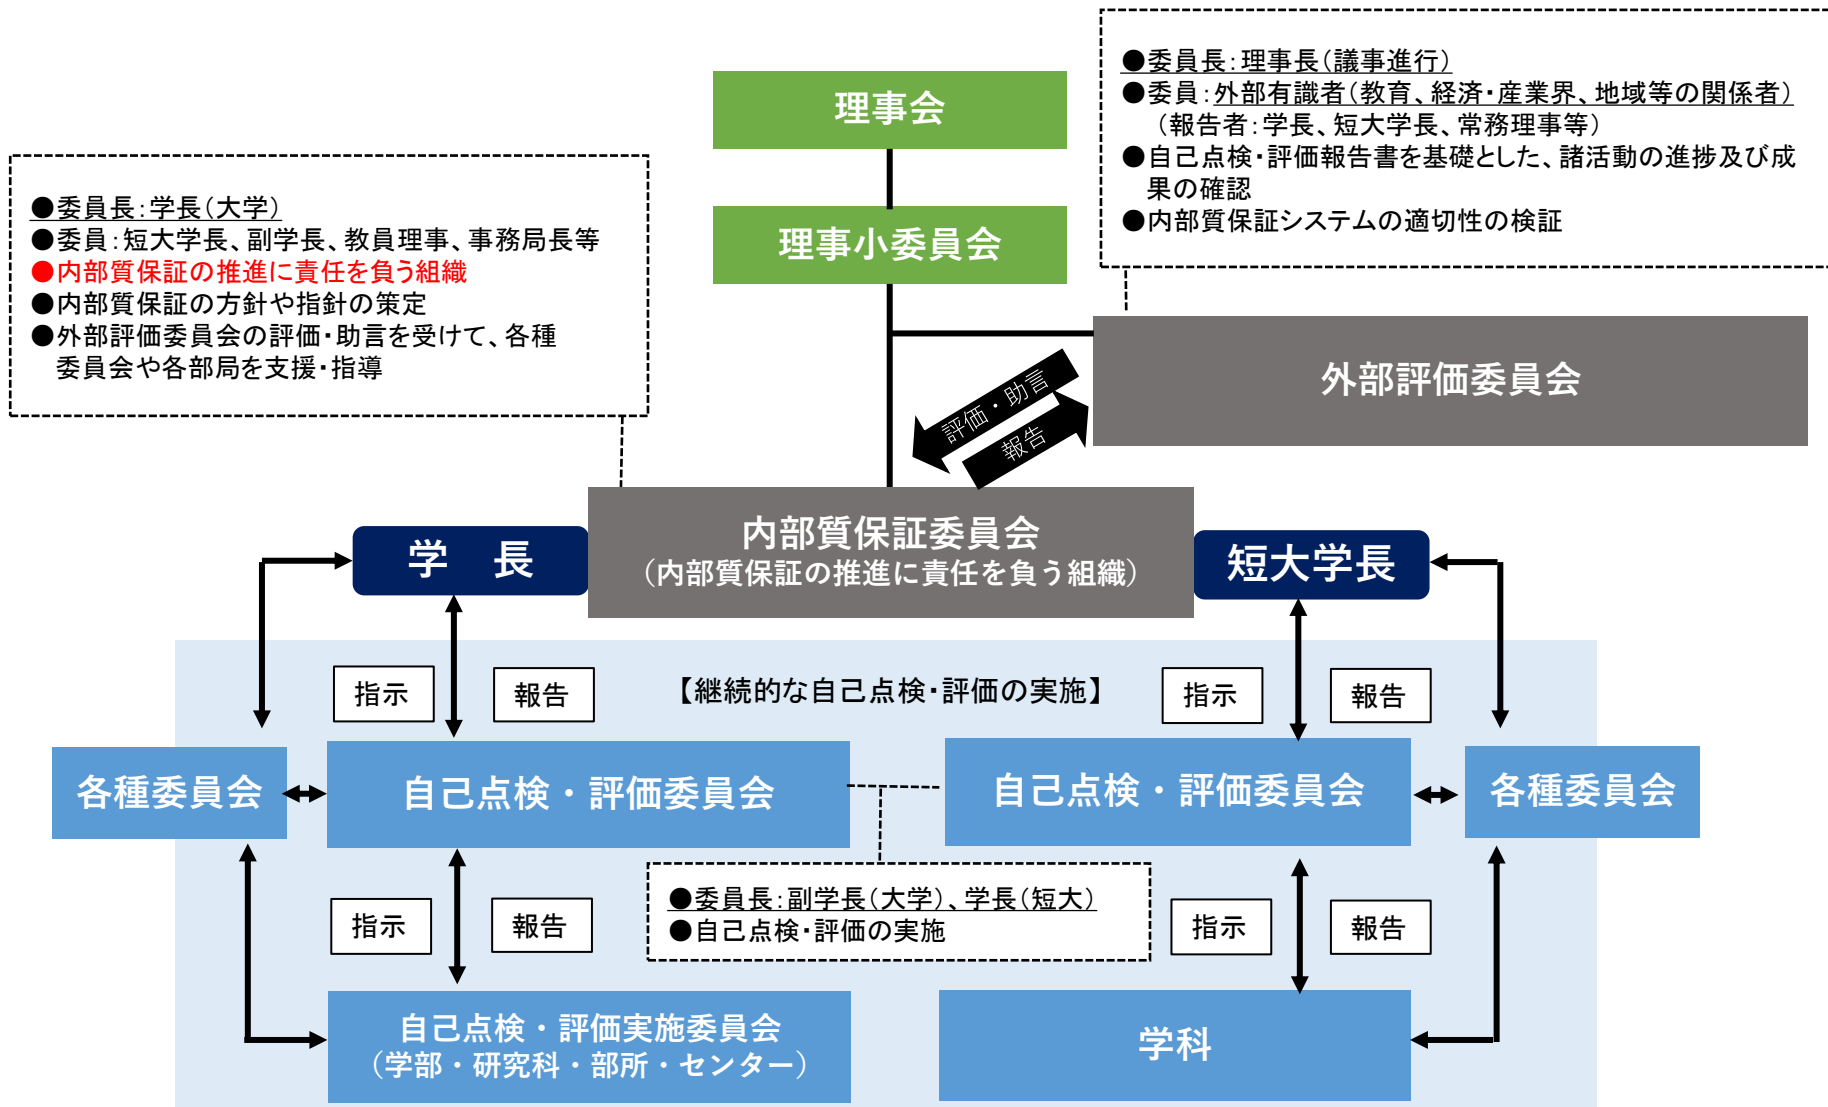 ●委員長：理事長（議事進行）
●委員：外部有識者（教育、経済・産業界、地域等の関係者）
（報告者：学長、短大学長、常務理事等）
●自己点検・評価報告書を基礎とした、諸活動の進捗及び成
果の確認
●内部質保証システムの適切性の検証
理事会
理事小委員会
●委員長：学長（大学）
●委員：短大学長、副学長、教員理事、事務局長等
●内部質保証の推進に責任を負う組織
●内部質保証の方針や指針の策定
●外部評価委員会の評価・助言を受けて、各種
委員会や各部局を支援・指導
外部評価委員会
評価・助言
報告
内部質保証委員会
（内部質保証の推進に責任を負う組織）
学　長
短大学長
指示
報告
【継続的な自己点検・評価の実施】
指示
報告
各種委員会
自己点検・評価委員会
自己点検・評価委員会
各種委員会
●委員長：副学長（大学）、学長（短大）
●自己点検・評価の実施
指示
報告
指示
報告
自己点検・評価実施委員会
（学部・研究科・部所・センター）
学科